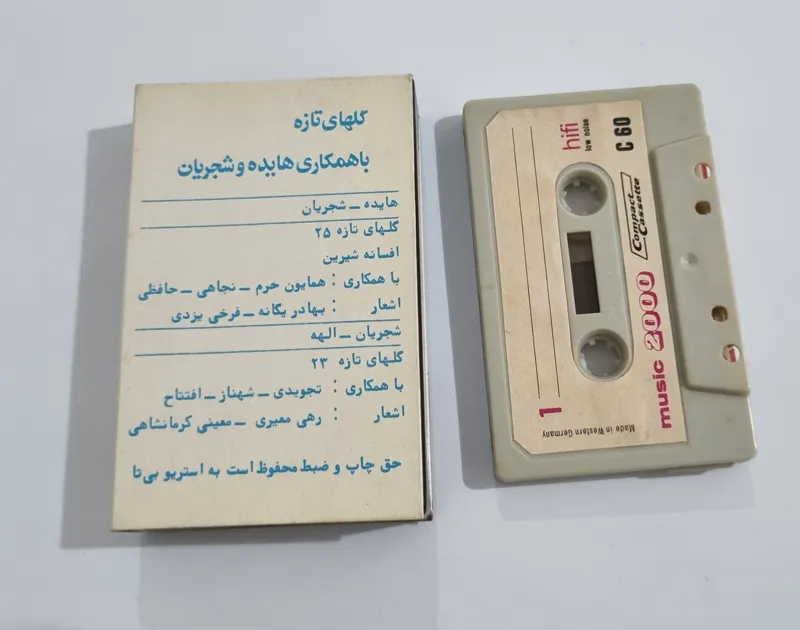 گلهای تازه
با همکاری هایده و شجریان
هایده – شجریان
گلهای تازه ۲۵
افسانه شیرین
با همکاری : همایون خرم – نجاهی – حافظی
اشعار : بهادر یگانه – فرخی یزدی
شجریان – الهه
گلهای تازه ۲۳
با همکاری : تجویدی – شهناز – افتتاح
اشعار : رهی معیری – معینی کرمانشاهی
حق چاپ و ضبط محفوظ است به استریو بی تا
hifi
low noise
C 60
Compact Cassette
music 2000
1
Made in Western Germany